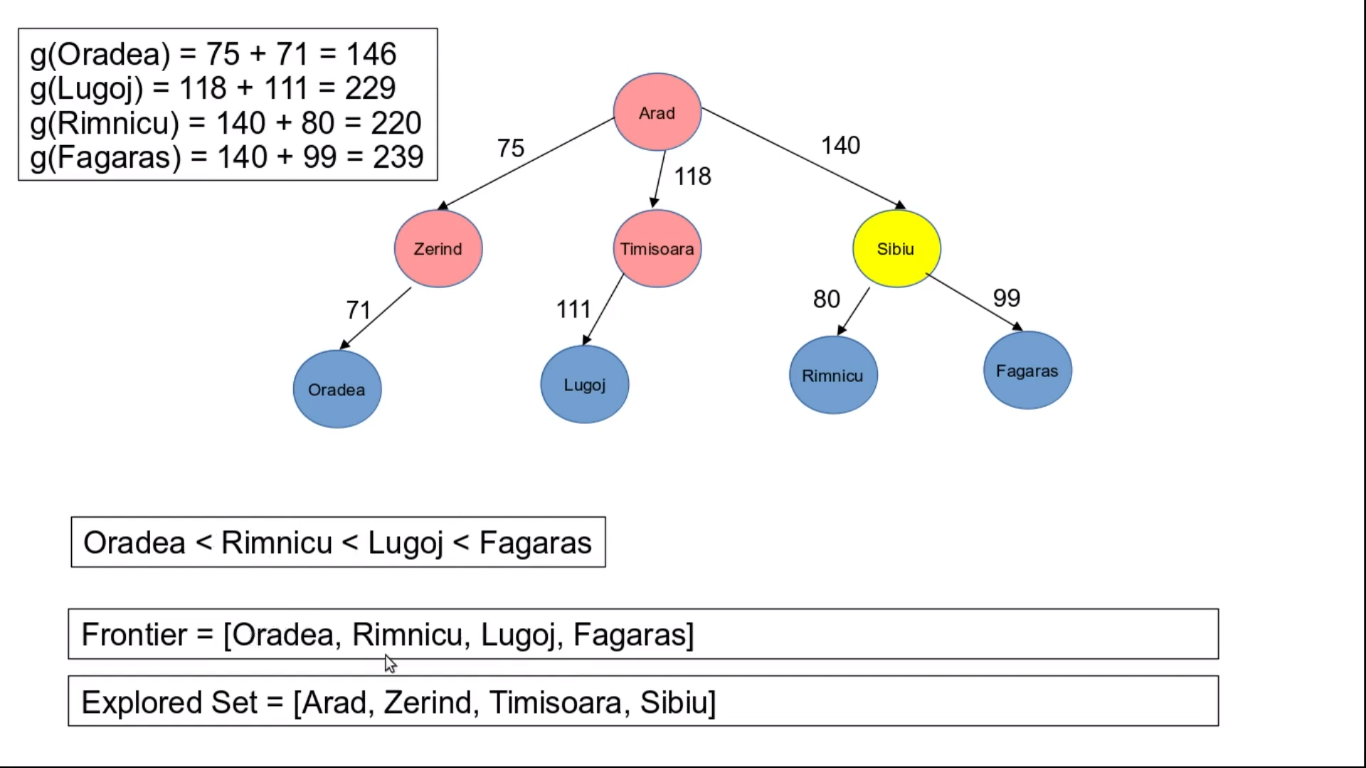 g(Oradea) = 75 + 71 = 146
g(Lugoj) = 118 + 111 = 229
g(Rimnicu) = 140 + 80 = 220
g(Fagaras) = 140 + 99 = 239
Arad
75
118
140
Zerind
Timisoara
Sibiu
71
111
80
99
Oradea
Lugoj
Rimnicu
Fagaras
Oradea < Rimnicu < Lugoj < Fagaras
Frontier = [Oradea, Rimnicu, Lugoj, Fagaras]
Explored Set = [Arad, Zerind, Timisoara, Sibiu]